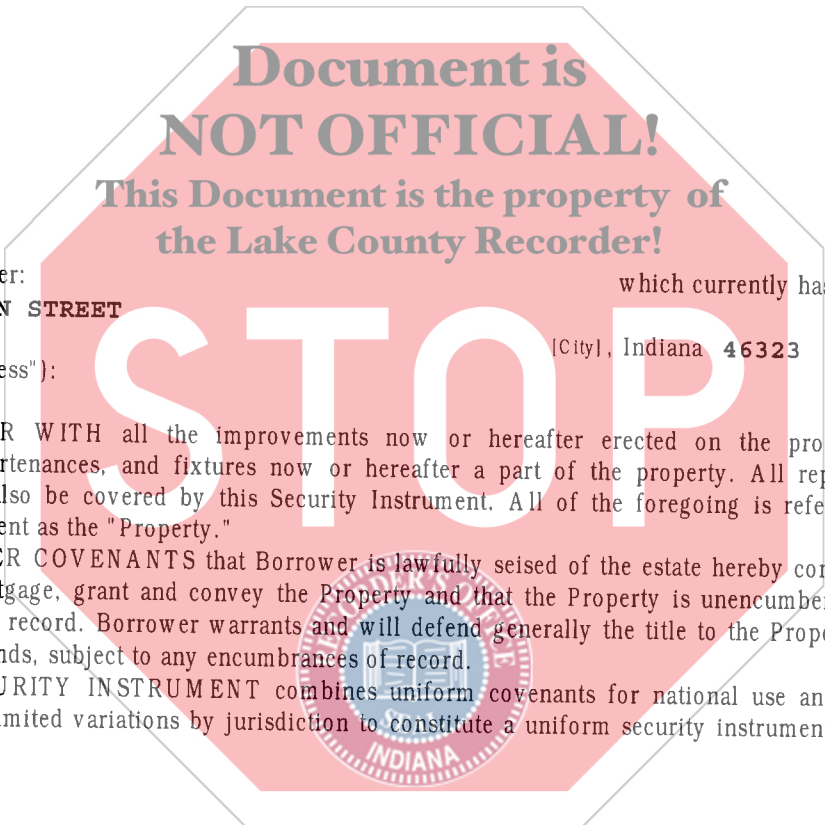 Document is
NOT OFFICIAL!
This Document is the property of
the Lake County Recorder!
er:
which currently has
N STREET
STOP
[City], Indiana 46323
ess"):
R WITH all the improvements now or hereafter erected on the pro
rtenances, and fixtures now or hereafter a part of the property. All rep
lso be covered by this Security Instrument. All of the foregoing is refe
ent as the "Property."
ER COVENANTS that Borrower is lawfully seised of the estate hereby con
tgage, grant and convey the Property and that the Property is unencumbe
record. Borrower warrants and will defend generally the title to the Prope
nds, subject to any encumbrances of record.
URITY INSTRUMENT combines uniform covenants for national use an
imited variations by jurisdiction to constitute a uniform security instrumen
RECORDER'S OFFICE
SEAL
INDIANA